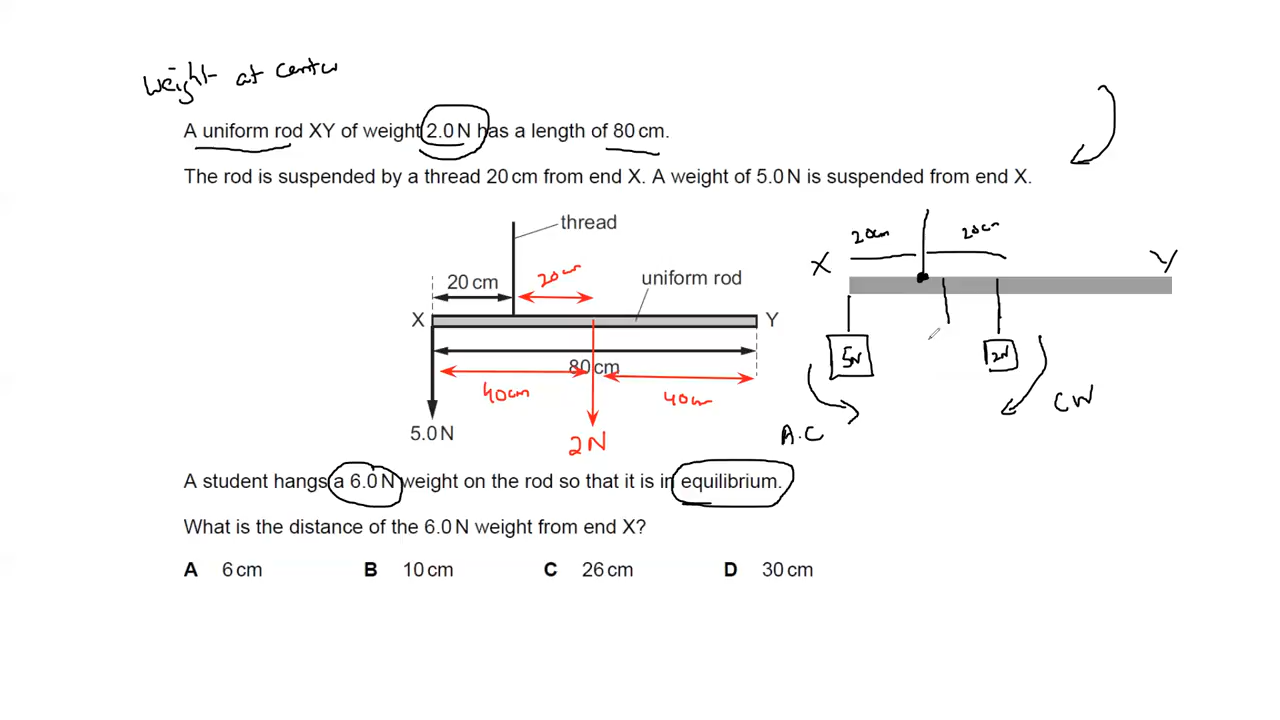 Weight at center
A uniform rod XY of weight 2.0 N has a length of 80 cm.
The rod is suspended by a thread 20 cm from end X. A weight of 5.0 N is suspended from end X.
thread
20 cm
20cm
uniform rod
X
Y
80 cm
40cm
40cm
5.0 N
2N
20cm
20cm
X
Y
5N
2N
A.C
CW
A student hangs a 6.0 N weight on the rod so that it is in equilibrium.
What is the distance of the 6.0 N weight from end X?
A 6 cm B 10 cm C 26 cm D 30 cm